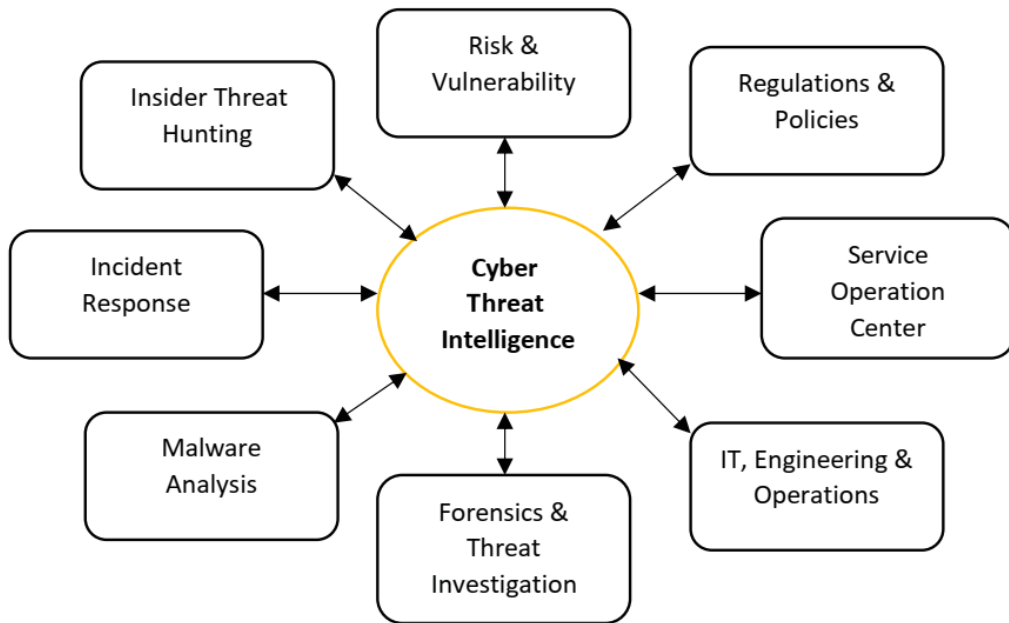 Risk &
Vulnerability
Insider Threat
Hunting
Regulations &
Policies
Incident
Response
Cyber
Threat
Intelligence
Service
Operation
Center
Malware
Analysis
Forensics &
Threat
Investigation
IT, Engineering &
Operations